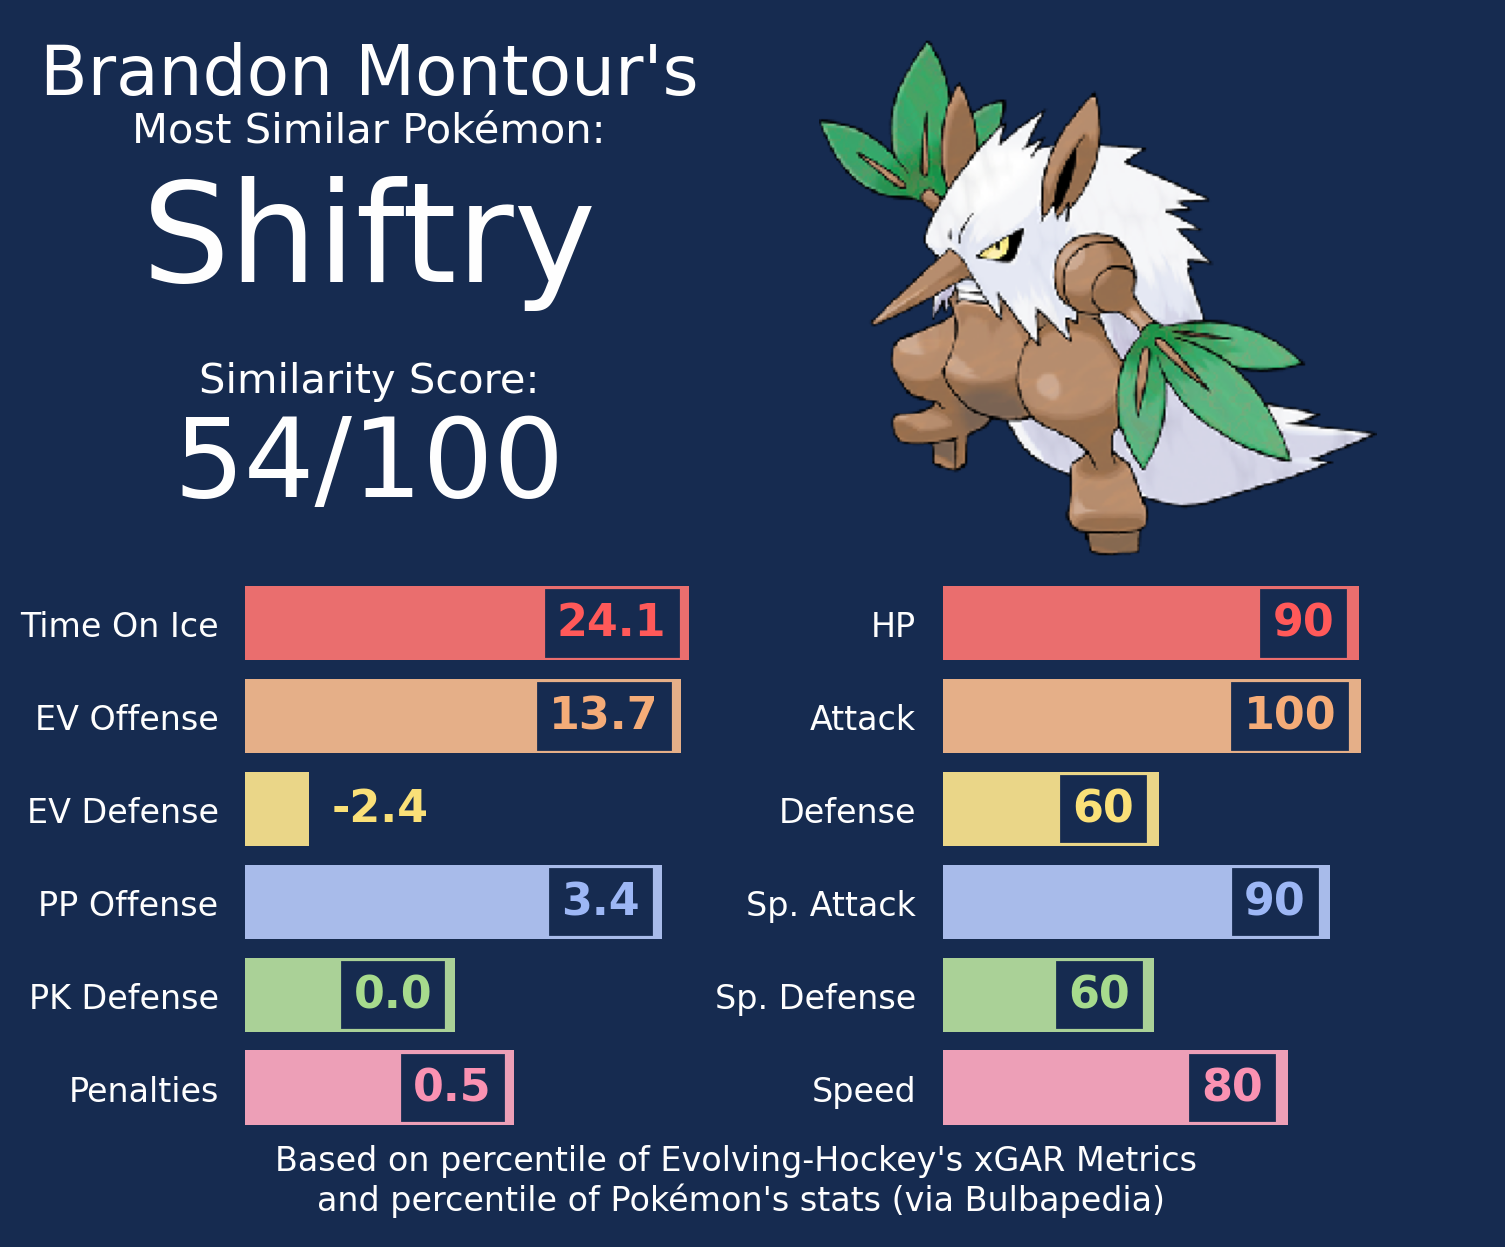 Brandon Montour's
Most Similar Pokémon:
Shiftry
Similarity Score:
54/100
Time On Ice 24.1
EV Offense 13.7
EV Defense -2.4
PP Offense 3.4
PK Defense 0.0
Penalties 0.5
HP 90
Attack 100
Defense 60
Sp. Attack 90
Sp. Defense 60
Speed 80
Based on percentile of Evolving-Hockey's xGAR Metrics
and percentile of Pokémon's stats (via Bulbapedia)